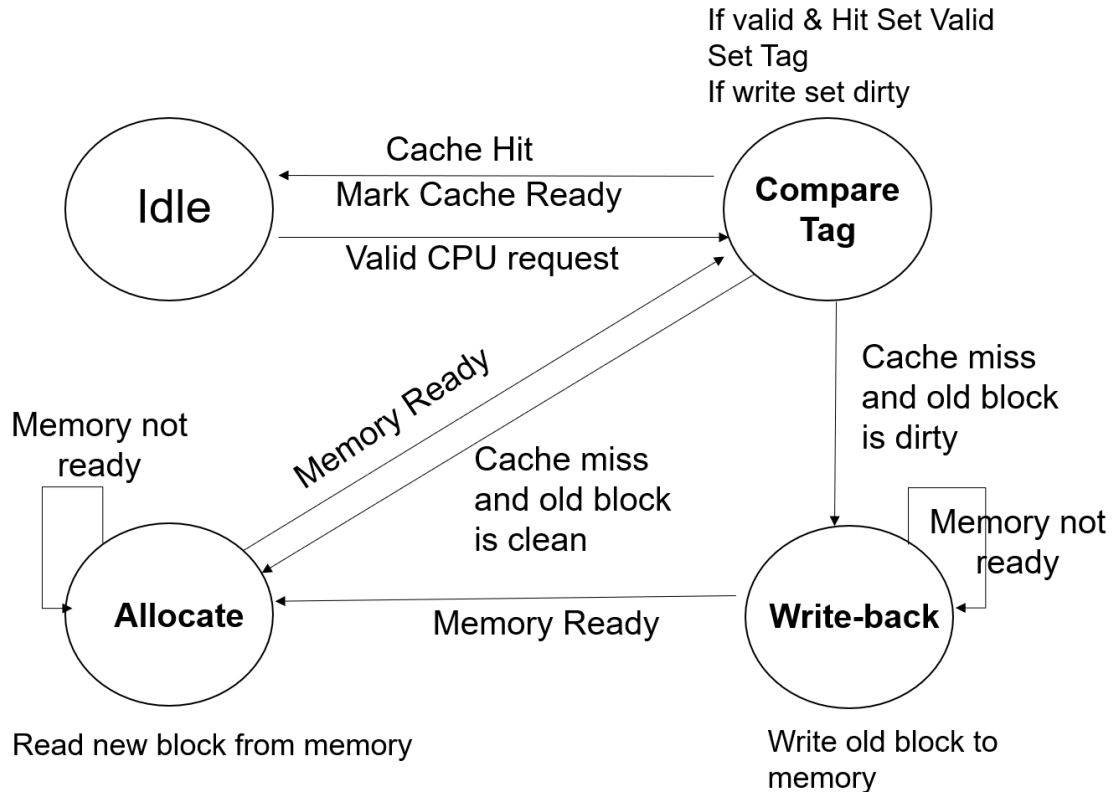 If valid & Hit Set Valid
Set Tag
If write set dirty
Idle
Cache Hit
Mark Cache Ready
Valid CPU request
Compare
Tag
Memory Ready
Cache miss
and old block
is clean
Cache miss
and old block
is dirty
Memory not
ready
Allocate
Read new block from memory
Memory Ready
Memory not
ready
Write-back
Write old block to
memory